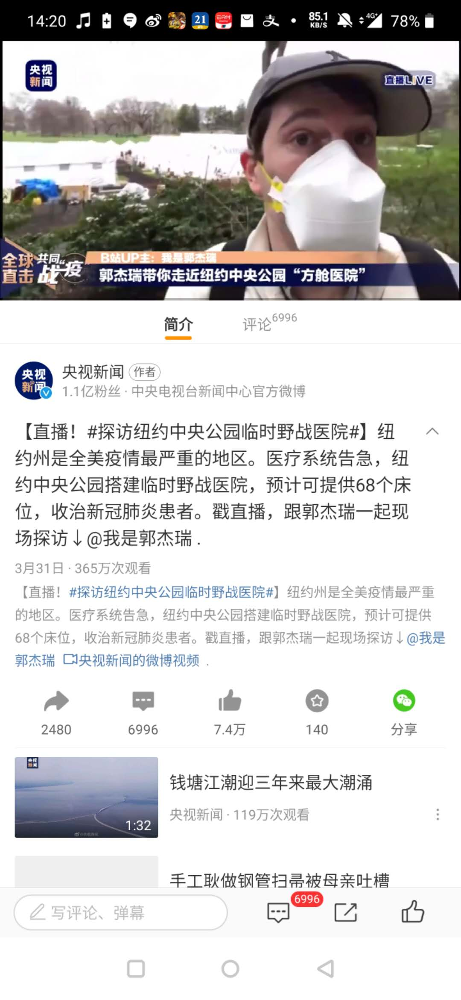 14:20
21
云闪付
支
85.1
KB/S
4G+
78%
央视
新闻
直播LIVE
全球
直击
共同
战“疫”
B站UP主：我是郭杰瑞
郭杰瑞带你走近纽约中央公园“方舱医院”
简介
评论6996
央视
新闻
央视新闻 作者
1.1亿粉丝 · 中央电视台新闻中心官方微博
【直播！#探访纽约中央公园临时野战医院#】纽
约州是全美疫情最严重的地区。医疗系统告急，纽
约中央公园搭建临时野战医院，预计可提供68个床
位，收治新冠肺炎患者。戳直播，跟郭杰瑞一起现
场探访↓@我是郭杰瑞 .
3月31日 · 365万次观看
【直播！#探访纽约中央公园临时野战医院#】纽约州是全美疫情最严重
的地区。医疗系统告急，纽约中央公园搭建临时野战医院，预计可提供
68个床位，收治新冠肺炎患者。戳直播，跟郭杰瑞一起现场探访↓@我是
郭杰瑞 央视新闻的微博视频 .
2480
6996
7.4万
140
分享
央视
新闻
1:32
@央视新闻
钱塘江潮迎三年来最大潮涌
央视新闻 · 119万次观看
手工耿做钢管扫帚被母亲吐槽
写评论、弹幕
6996